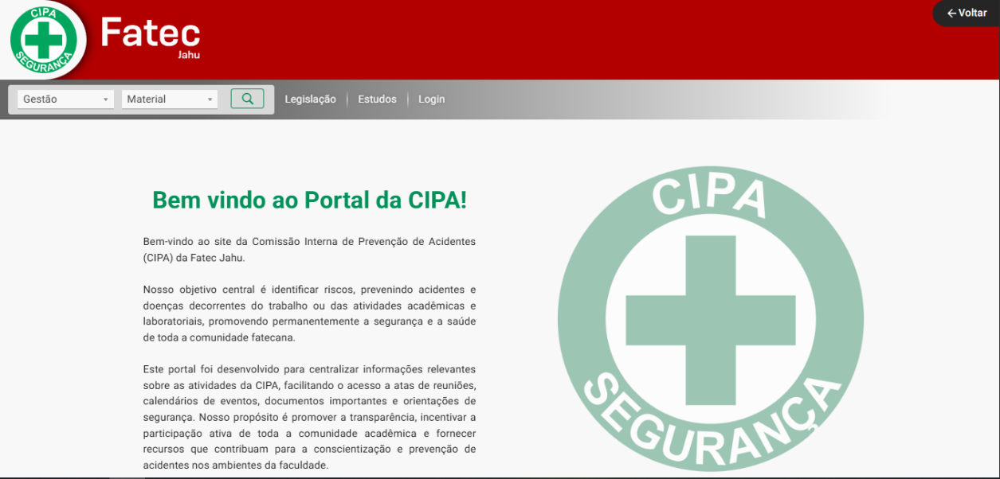 CIPA
SEGURANÇA
Fatec
Jahu
Voltar
Gestão
Material
Legislação
Estudos
Login
Bem vindo ao Portal da CIPA!
Bem-vindo ao site da Comissão Interna de Prevenção de Acidentes
(CIPA) da Fatec Jahu.
Nosso objetivo central é identificar riscos, prevenindo acidentes e
doenças decorrentes do trabalho ou das atividades acadêmicas e
laboratoriais, promovendo permanentemente a segurança e a saúde
de toda a comunidade fatecana.
Este portal foi desenvolvido para centralizar informações relevantes
sobre as atividades da CIPA, facilitando o acesso a atas de reuniões,
calendários de eventos, documentos importantes e orientações de
segurança. Nosso propósito é promover a transparência, incentivar a
participação ativa de toda a comunidade acadêmica e fornecer
recursos que contribuam para a conscientização e prevenção de
acidentes nos ambientes da faculdade.
CIPA
SEGURANÇA